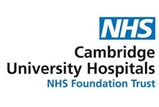 NHS
Cambridge
University Hospitals
NHS Foundation Trust